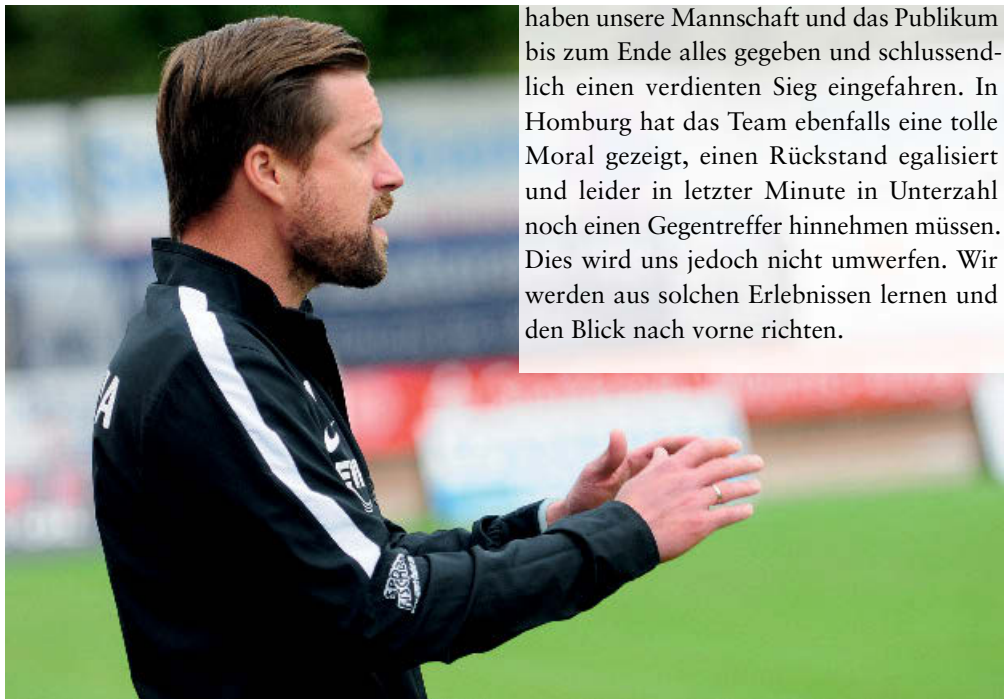 haben unsere Mannschaft und das Publikum
bis zum Ende alles gegeben und schlussend-
lich einen verdienten Sieg eingefahren. In
Homburg hat das Team ebenfalls eine tolle
Moral gezeigt, einen Rückstand egalisiert
und leider in letzter Minute in Unterzahl
noch einen Gegentreffer hinnehmen müssen.
Dies wird uns jedoch nicht umwerfen. Wir
werden aus solchen Erlebnissen lernen und
den Blick nach vorne richten.